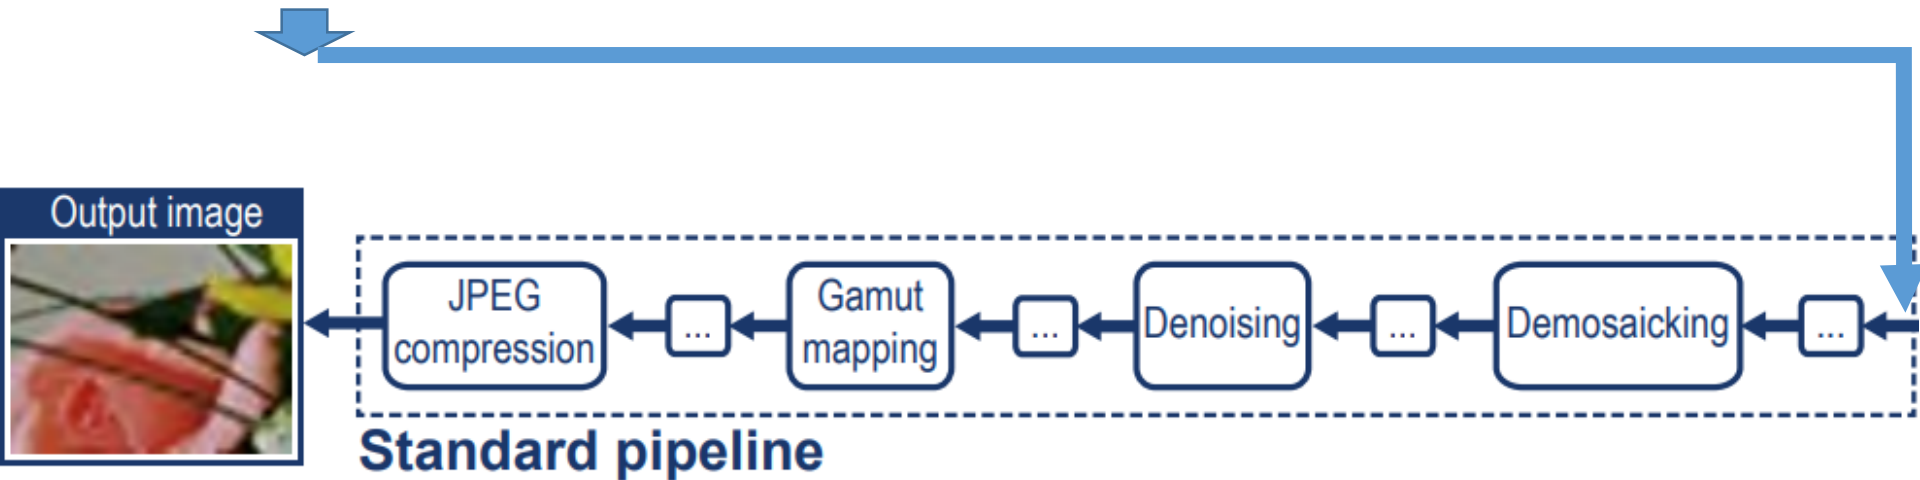 Output image
JPEG
compression
...
Gamut
mapping
...
Denoising
...
Demosaicking
...
Standard pipeline